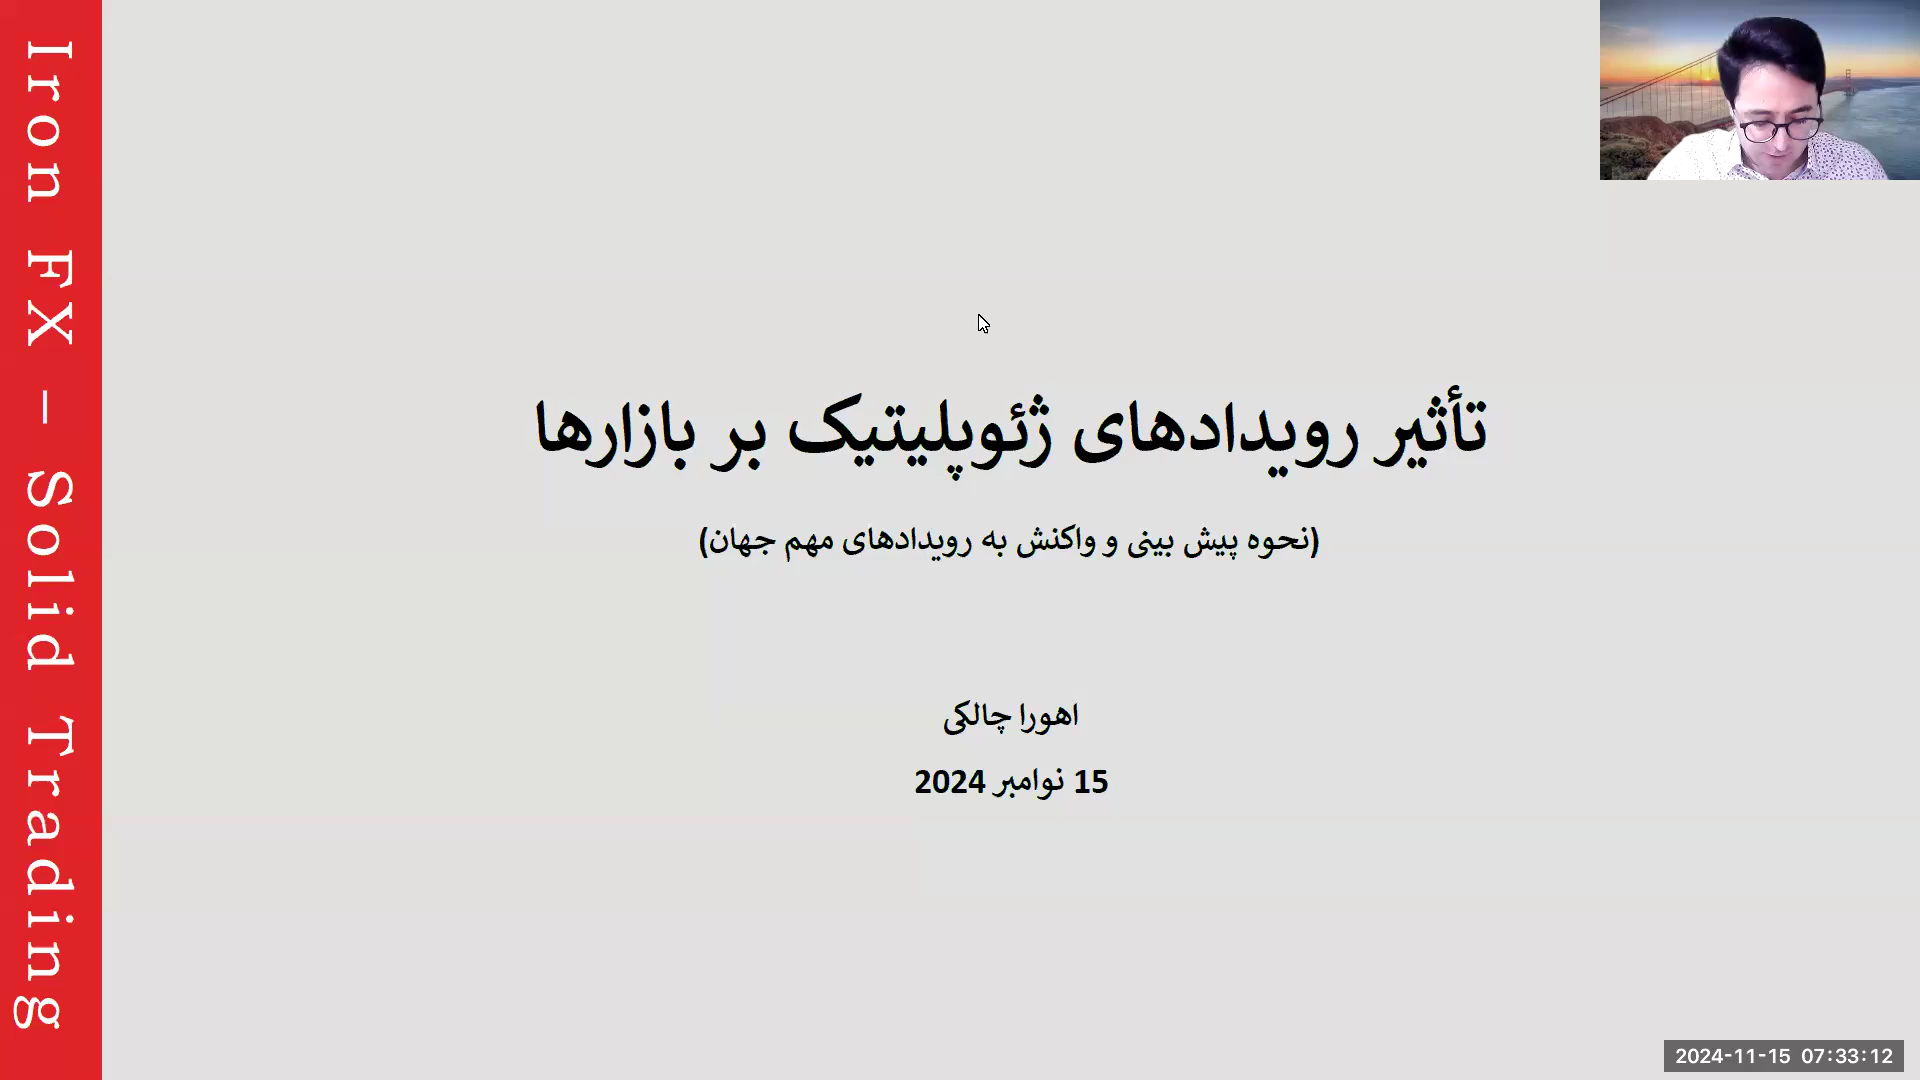 Iron FX – Solid Trading
تأثیر رویدادهای ژئوپلیتیک بر بازارها
(نحوه پیش بینی و واکنش به رویدادهای مهم جهان)
اهورا چالکی
15 نوامبر 2024
2024-11-15 07:33:12